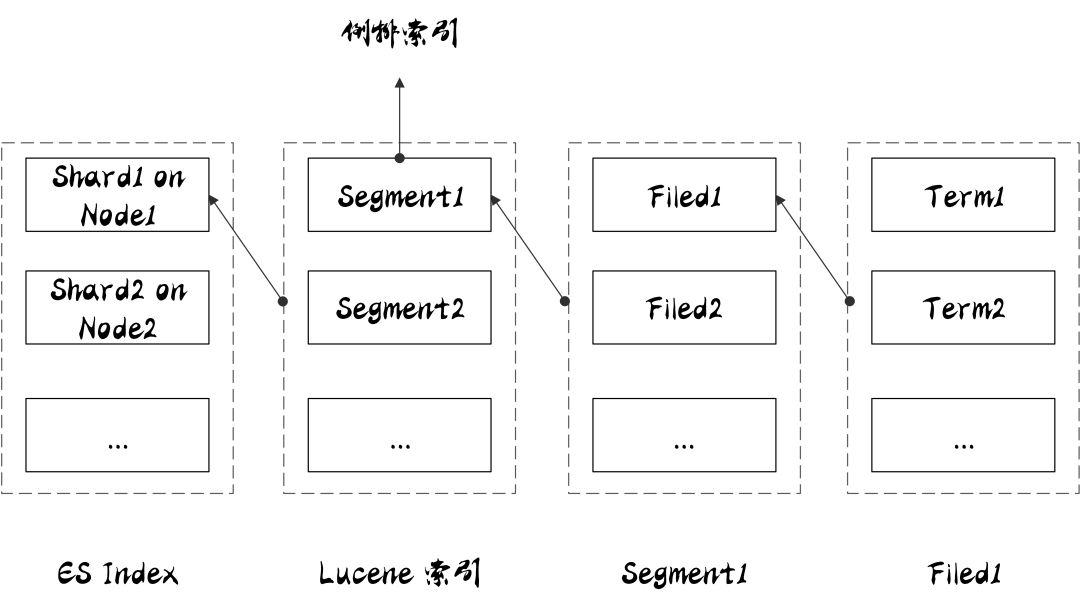 倒排索引
Shard1 on
Node1
Shard2 on
Node2
...
Segment1
Segment2
...
Filed1
Filed2
...
Term1
Term2
...
ES Index
Lucene 索引
Segment1
Filed1